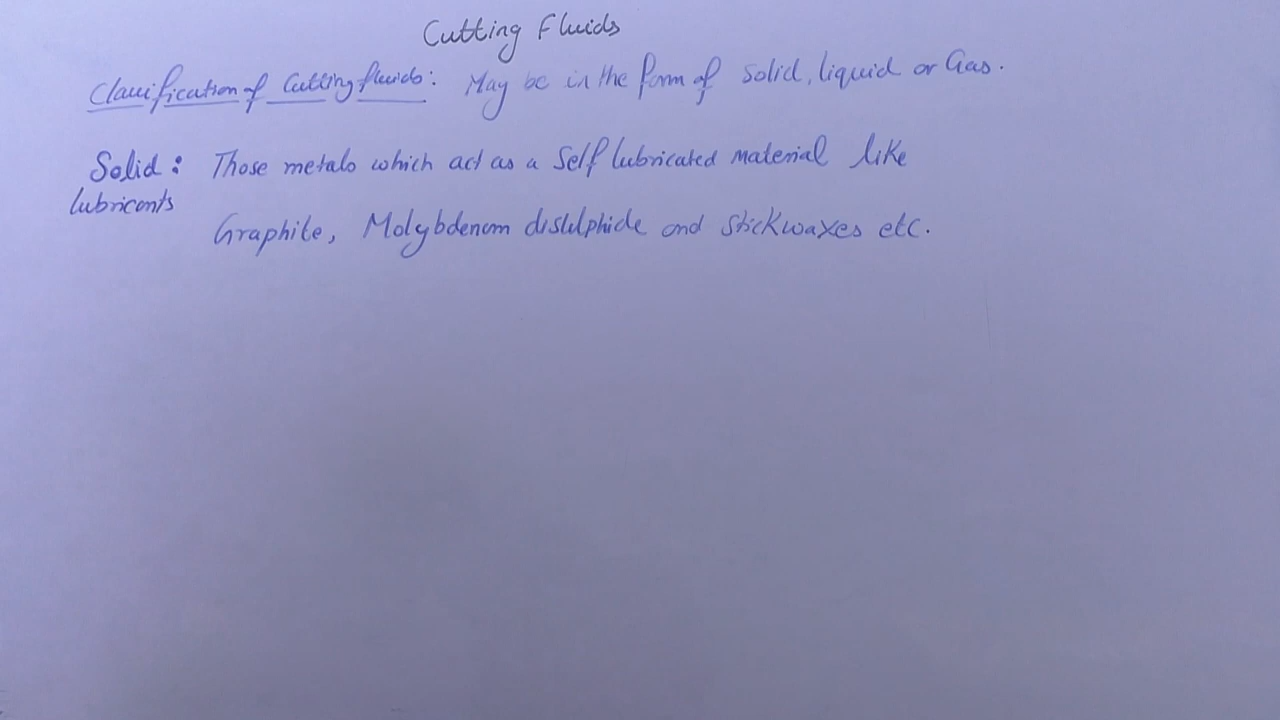 Cutting Fluids
Classification of Cutting fluids: May be in the form of Solid, liquid or Gas.
Solid: Those metals which act as a Self lubricated material like
lubricants
Graphite, Molybdenum disulphide and stickwaxes etc.